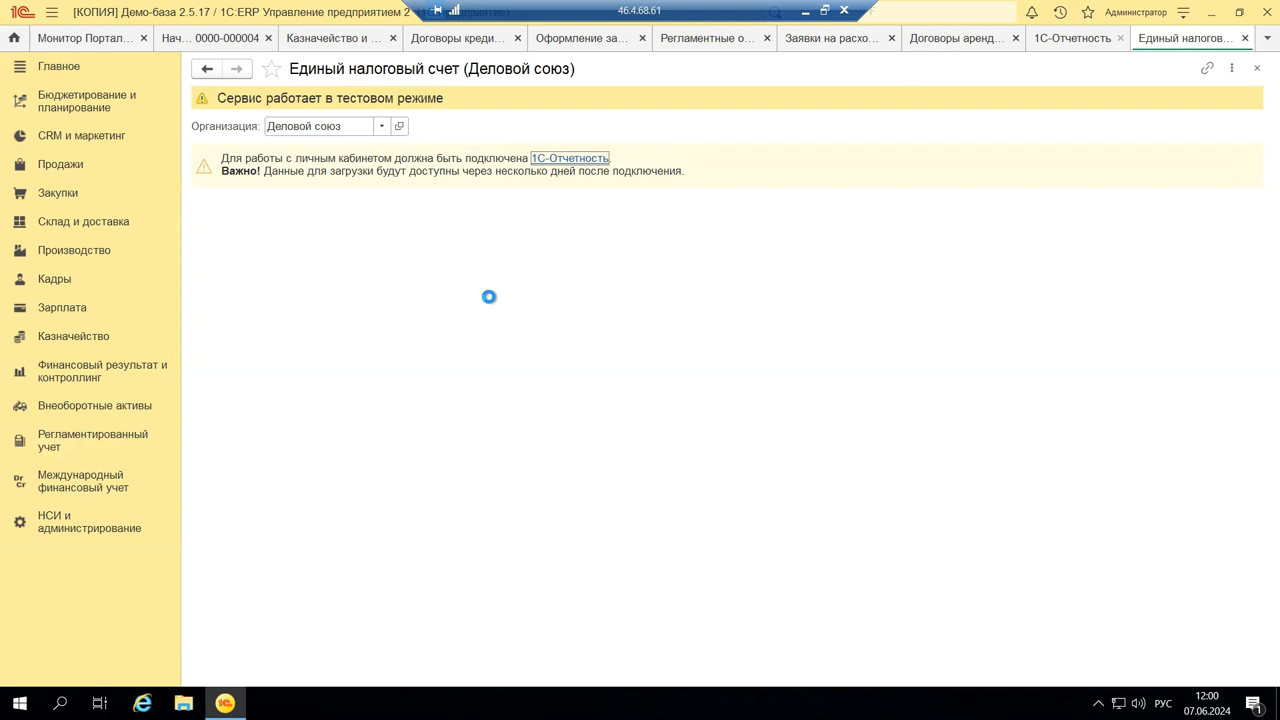 [КОПИЯ] Демо-база 2.5.17 / 1C:ERP Управление предприятием 2
46.4.68.61
Администратор
Монитор Портал...
Нач... 0000-000004
Казначейство и ...
Договоры креди...
Оформление за...
Регламентные о...
Заявки на расхо...
Договоры аренд...
1С-Отчетность
Единый налогов...
Главное
Бюджетирование и
планирование
CRM и маркетинг
Продажи
Закупки
Склад и доставка
Производство
Кадры
Зарплата
Казначейство
Финансовый результат и
контроллинг
Внеоборотные активы
Регламентированный
учет
Dr
Cr
Международный
финансовый учет
НСИ и
администрирование
Единый налоговый счет (Деловой союз)
Сервис работает в тестовом режиме
Организация:
Деловой союз
Для работы с личным кабинетом должна быть подключена 1С-Отчетность.
Важно! Данные для загрузки будут доступны через несколько дней после подключения.
РУС
12:00
07.06.2024
1